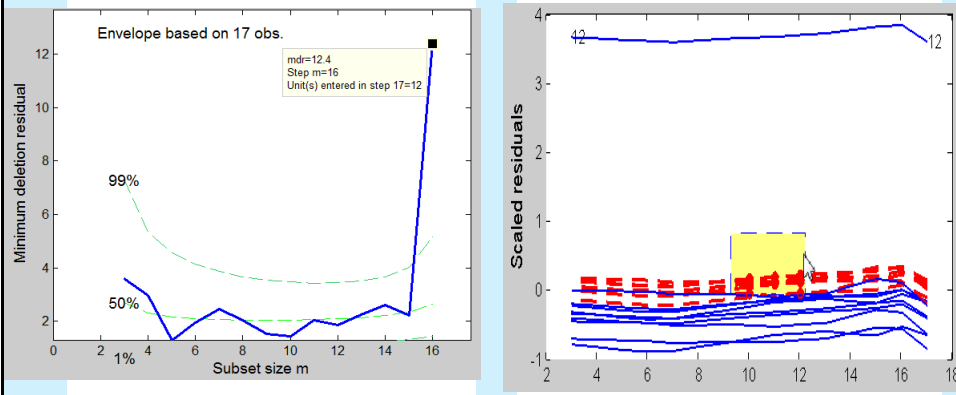 Envelope based on 17 obs.
mdr=12.4
Step m=16
Unit(s) entered in step 17=12
Minimum deletion residual
12
10
8
6
4
2
99%
50%
1%
0 2 4 6 8 10 12 14 16
Subset size m
Scaled residuals
4
3
2
1
0
-1
12
12
2 4 6 8 10 12 14 16 18